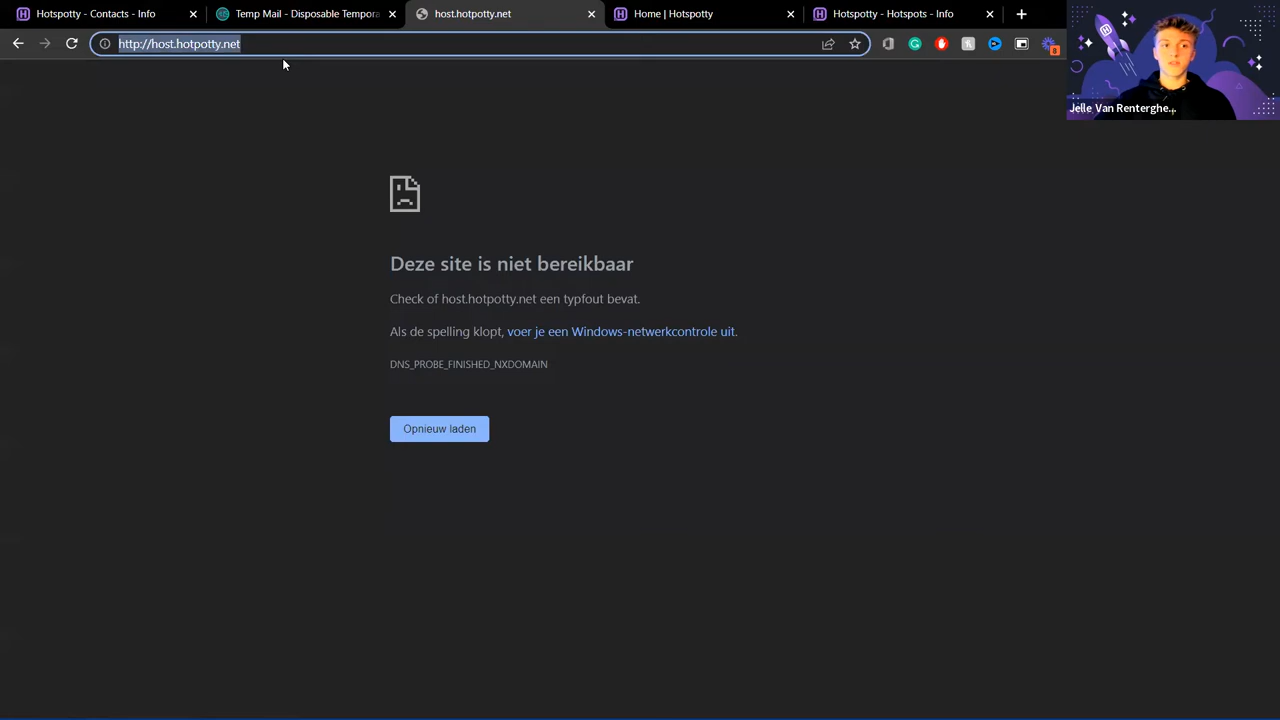 Hotspotty - Contacts - Info
Temp Mail - Disposable Tempora
host.hotpotty.net
Home | Hotspotty
Hotspotty - Hotspots - Info
http://host.hotpotty.net
8
Jelle Van Renterghe...
Deze site is niet bereikbaar
Check of host.hotpotty.net een typfout bevat.
Als de spelling klopt, voer je een Windows-netwerkcontrole uit.
DNS_PROBE_FINISHED_NXDOMAIN
Opnieuw laden